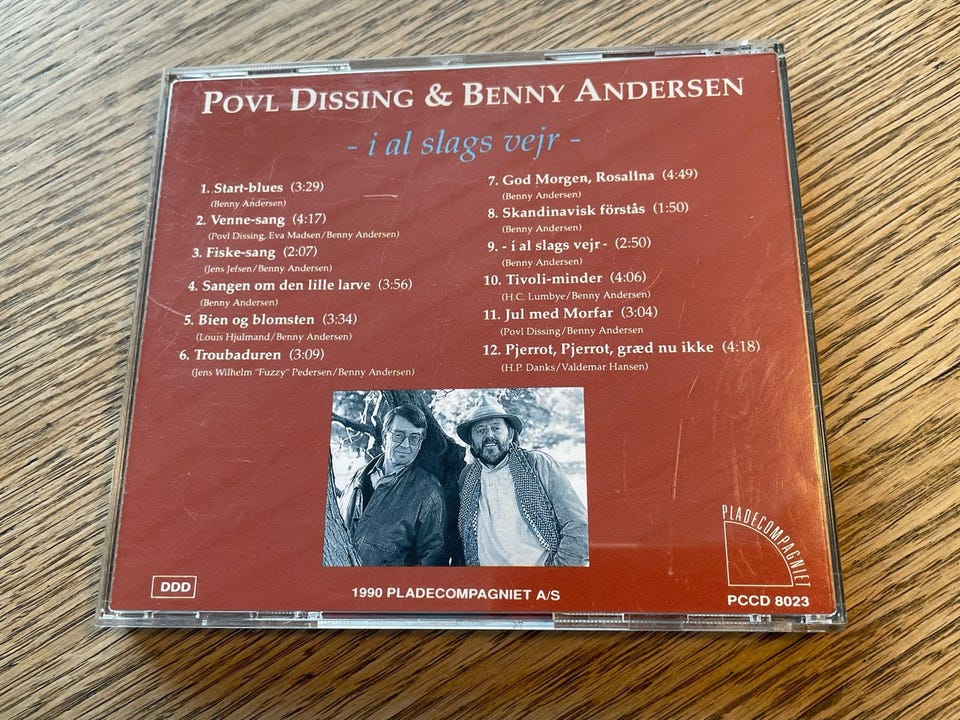 POVL DISSING & BENNY ANDERSEN
- i al slags vejr -
1. Start-blues (3:29)
(Benny Andersen)
2. Venne-sang (4:17)
(Povl Dissing, Eva Madsen/Benny Andersen)
3. Fiske-sang (2:07)
(Jens Jefsen/Benny Andersen)
4. Sangen om den lille larve (3:56)
(Benny Andersen)
5. Bien og blomsten (3:34)
(Louis Hjulmand/Benny Andersen)
6. Troubaduren (3:09)
(Jens Wilhelm "Fuzzy" Pedersen/Benny Andersen)
7. God Morgen, Rosalina (4:49)
(Benny Andersen)
8. Skandinavisk förstås (1:50)
(Benny Andersen)
9. - i al slags vejr - (2:50)
(Benny Andersen)
10. Tivoli-minder (4:06)
(H.C. Lumbye/Benny Andersen)
11. Jul med Morfar (3:04)
(Povl Dissing/Benny Andersen
12. Pjerrot, Pjerrot, græd nu ikke (4:18)
(H.P. Danks/Valdemar Hansen)
DDD
1990 PLADECOMPAGNIET A/S
PLADECOMPAGNIET
PCCD 8023